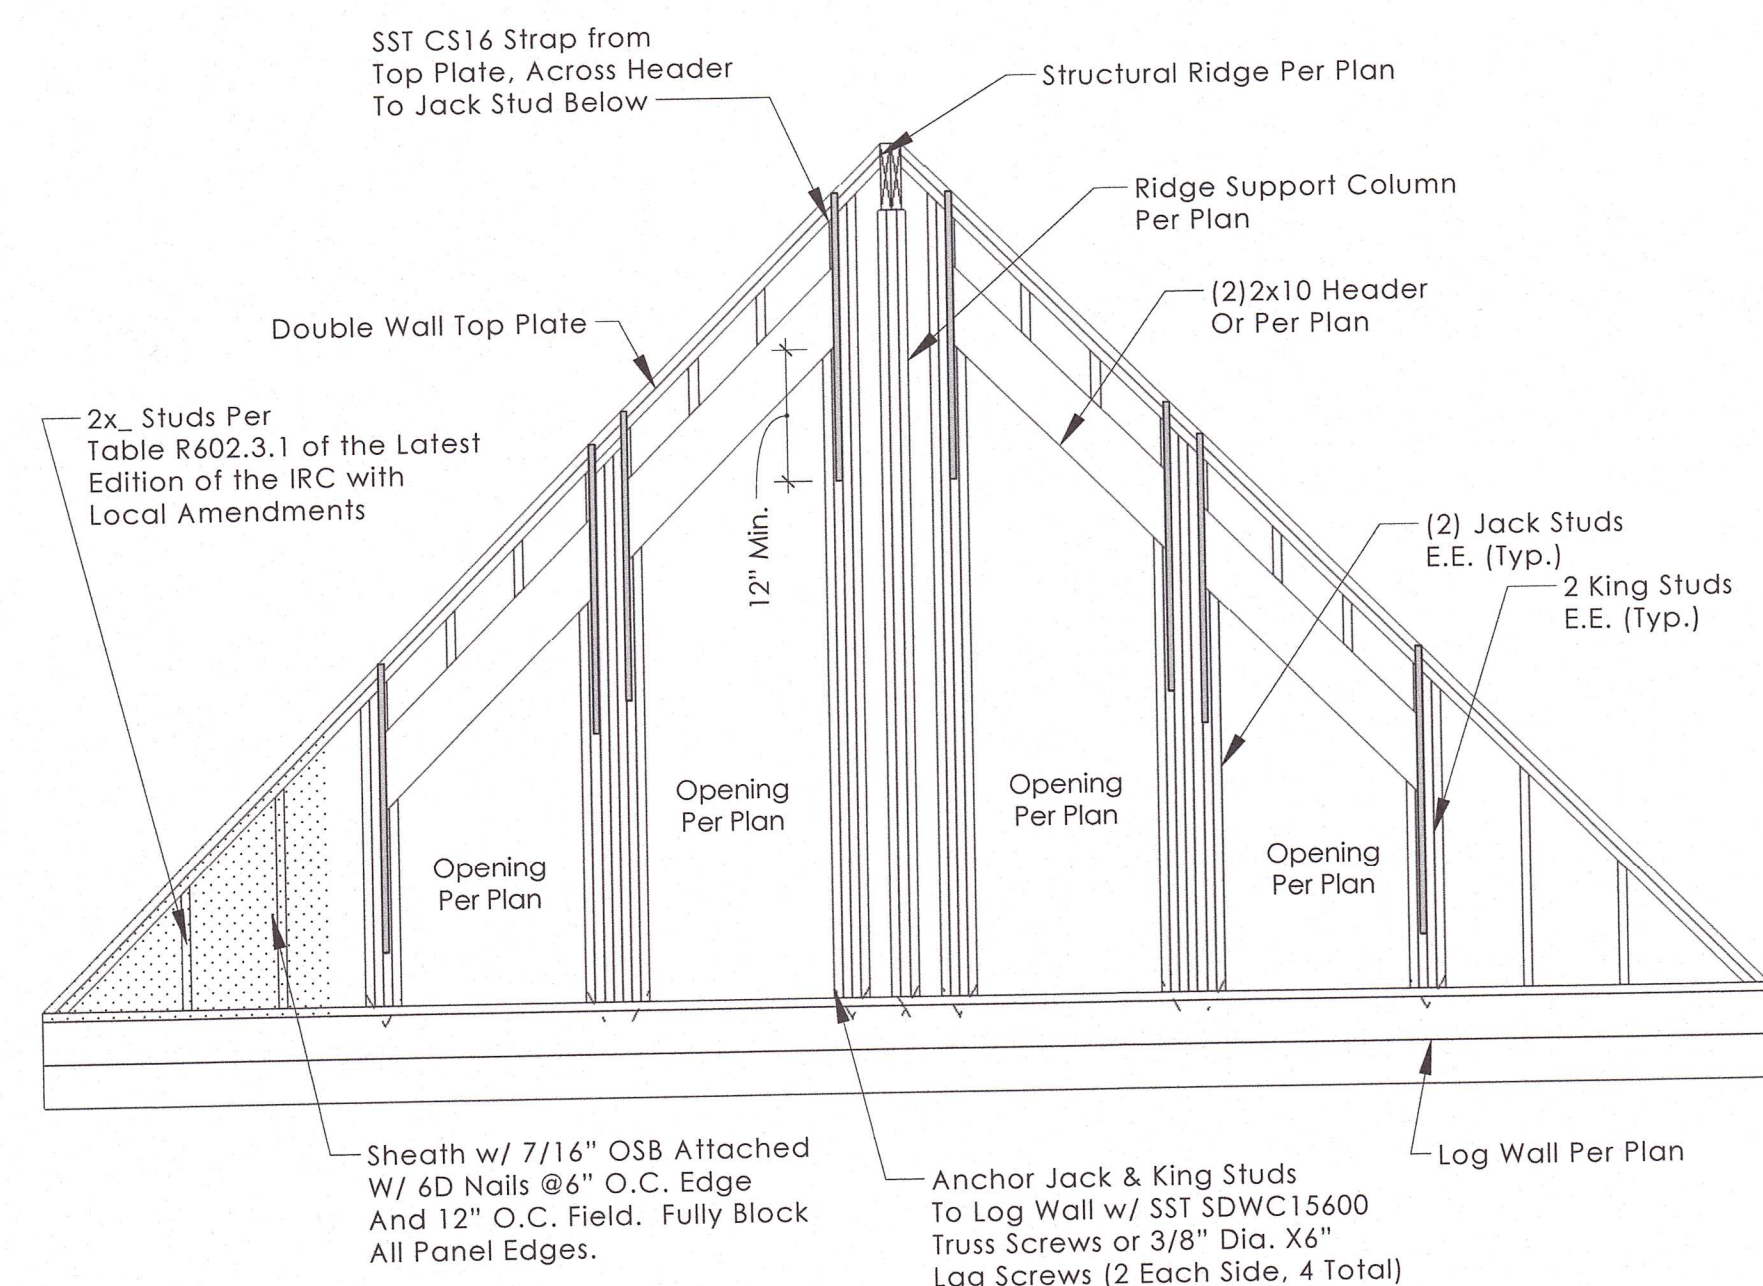 SST CS16 Strap from
Top Plate, Across Header
To Jack Stud Below
Structural Ridge Per Plan
Ridge Support Column
Per Plan
(2)2x10 Header
Or Per Plan
Double Wall Top Plate
2x_ Studs Per
Table R602.3.1 of the Latest
Edition of the IRC with
Local Amendments
12" Min.
(2) Jack Studs
E.E. (Typ.)
2 King Studs
E.E. (Typ.)
Opening
Per Plan
Opening
Per Plan
Opening
Per Plan
Opening
Per Plan
Sheath w/ 7/16" OSB Attached
W/ 6D Nails @6" O.C. Edge
And 12" O.C. Field. Fully Block
All Panel Edges.
Anchor Jack & King Studs
To Log Wall w/ SST SDWC15600
Truss Screws or 3/8" Dia. X6"
Lag Screws (2 Each Side, 4 Total)
Log Wall Per Plan